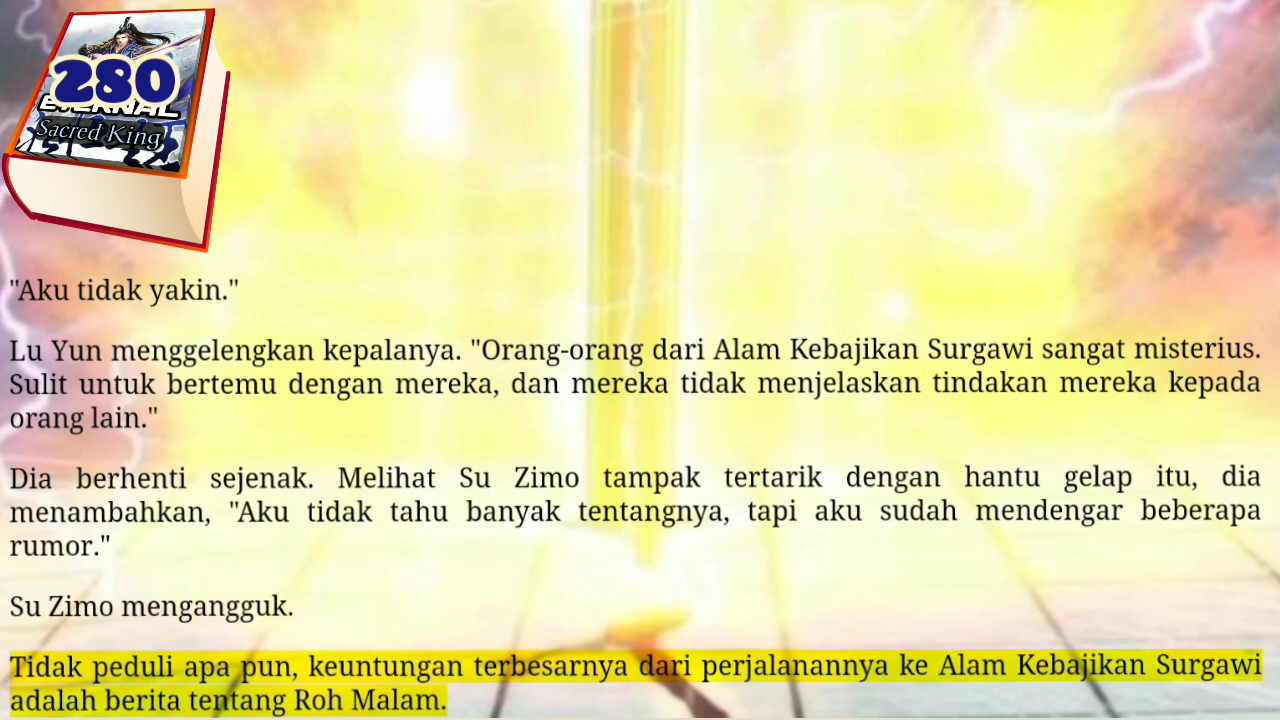 280
ETERNAL
Sacred King
"Aku tidak yakin."
Lu Yun menggelengkan kepalanya. "Orang-orang dari Alam Kebajikan Surgawi sangat misterius.
Sulit untuk bertemu dengan mereka, dan mereka tidak menjelaskan tindakan mereka kepada
orang lain."
Dia berhenti sejenak. Melihat Su Zimo tampak tertarik dengan hantu gelap itu, dia
menambahkan, "Aku tidak tahu banyak tentangnya, tapi aku sudah mendengar beberapa
rumor."
Su Zimo mengangguk.
Tidak peduli apa pun, keuntungan terbesarnya dari perjalanannya ke Alam Kebajikan Surgawi
adalah berita tentang Roh Malam.